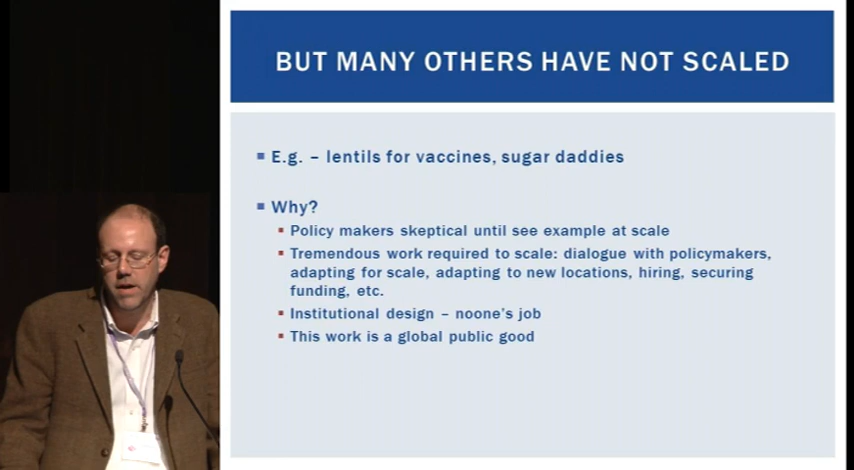 BUT MANY OTHERS HAVE NOT SCALED
E.g. – lentils for vaccines, sugar daddies
Why?
Policy makers skeptical until see example at scale
Tremendous work required to scale: dialogue with policymakers,
adapting for scale, adapting to new locations, hiring, securing
funding, etc.
Institutional design – noone's job
This work is a global public good